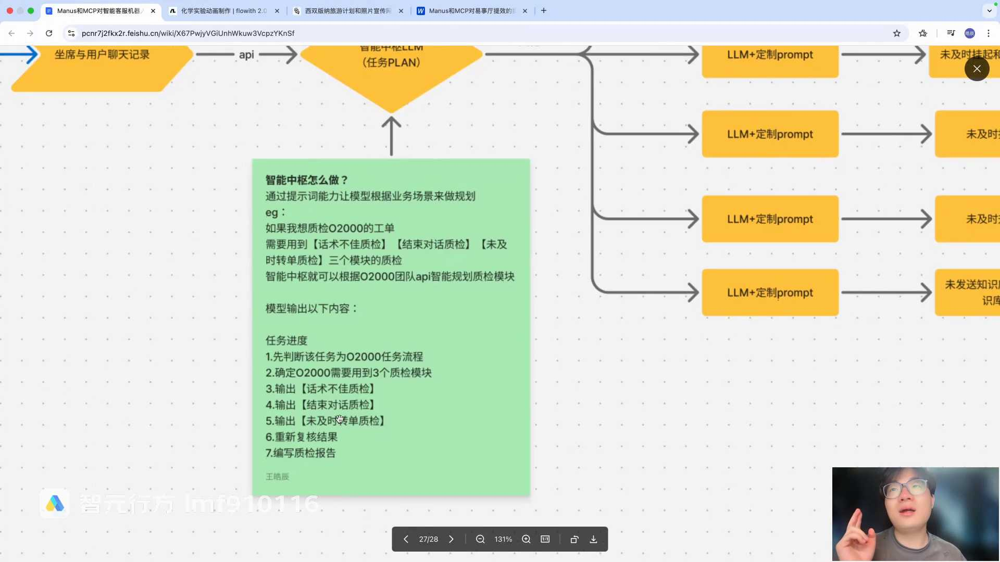 Manus和MCP对智能客服机器
化学实验动画制作 | flowith 2.0
西双版纳旅游计划和照片宣传网
Manus和MCP对易事厅提效的
pcnr7j2fkx2r.feishu.cn/wiki/X67PwjyVGiUnhWkuw3VcpzYKnSf
皓辰
坐席与用户聊天记录
api
智能中枢LLM
（任务PLAN）
LLM+定制prompt
未及时挂起和
LLM+定制prompt
未及时
LLM+定制prompt
未及时
LLM+定制prompt
未发送知识
识库
智能中枢怎么做？
通过提示词能力让模型根据业务场景来做规划
eg：
如果我想质检O2000的工单
需要用到【话术不佳质检】【结束对话质检】【未及
时转单质检】三个模块的质检
智能中枢就可以根据O2000团队api智能规划质检模块
模型输出以下内容：
任务进度
1.先判断该任务为O2000任务流程
2.确定O2000需要用到3个质检模块
3.输出【话术不佳质检】
4.输出【结束对话质检】
5.输出【未及时转单质检】
6.重新复核结果
7.编写质检报告
王皓辰
智元行方 lmf910116
27/28
131%
1:1